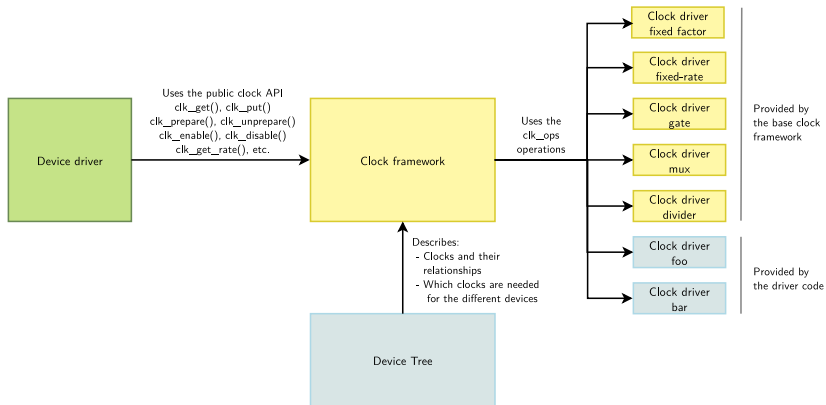 Device driver
Uses the public clock API
clk_get(), clk_put()
clk_prepare(), clk_unprepare()
clk_enable(), clk_disable()
clk_get_rate(), etc.
Clock framework
Describes:
- Clocks and their
relationships
- Which clocks are needed
for the different devices
Device Tree
Uses the
clk_ops
operations
Clock driver
fixed factor
Clock driver
fixed-rate
Clock driver
gate
Clock driver
mux
Clock driver
divider
Clock driver
foo
Clock driver
bar
Provided by
the base clock
framework
Provided by
the driver code